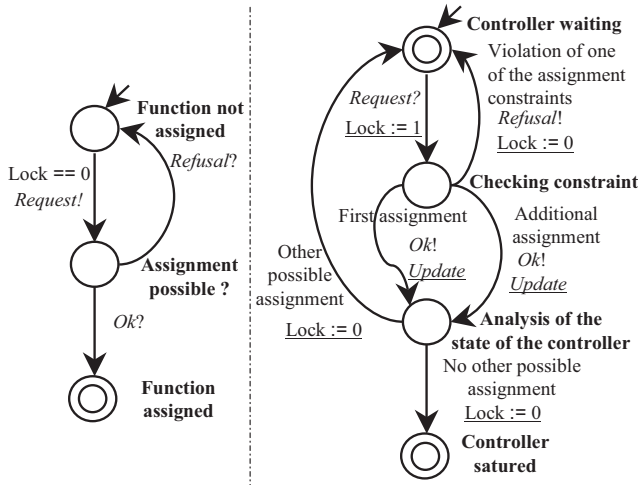 Function not
assigned
Refusal?
Lock == 0
Request!
Assignment
possible ?
Ok?
Function
assigned
Controller waiting
Violation of one
of the assignment
constraints
Refusal!
Lock := 0
Request?
Lock := 1
Checking constraint
First assignment
Ok!
Update
Additional
assignment
Ok!
Update
Other
possible
assignment
Lock := 0
Analysis of the
state of the controller
No other possible
assignment
Lock := 0
Controller
satured